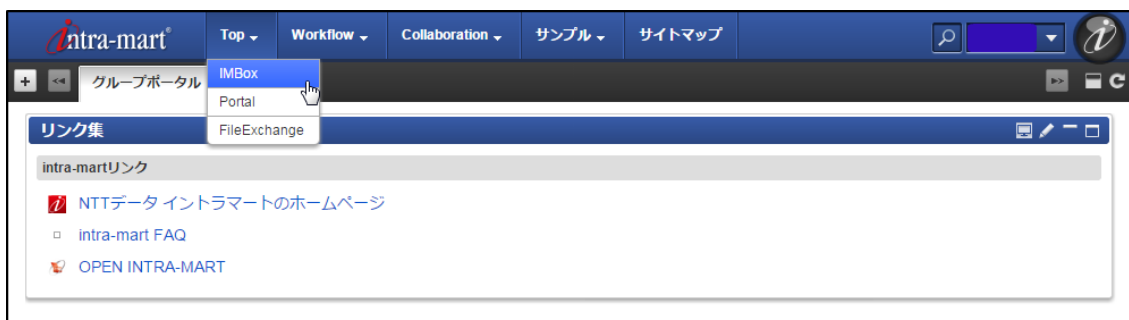 intra-mart® Top Workflow Collaboration サンプル サイトマップ
グループポータル
IMBox
Portal
FileExchange
リンク集
intra-martリンク
NTTデータ イントラマートのホームページ
intra-mart FAQ
OPEN INTRA-MART